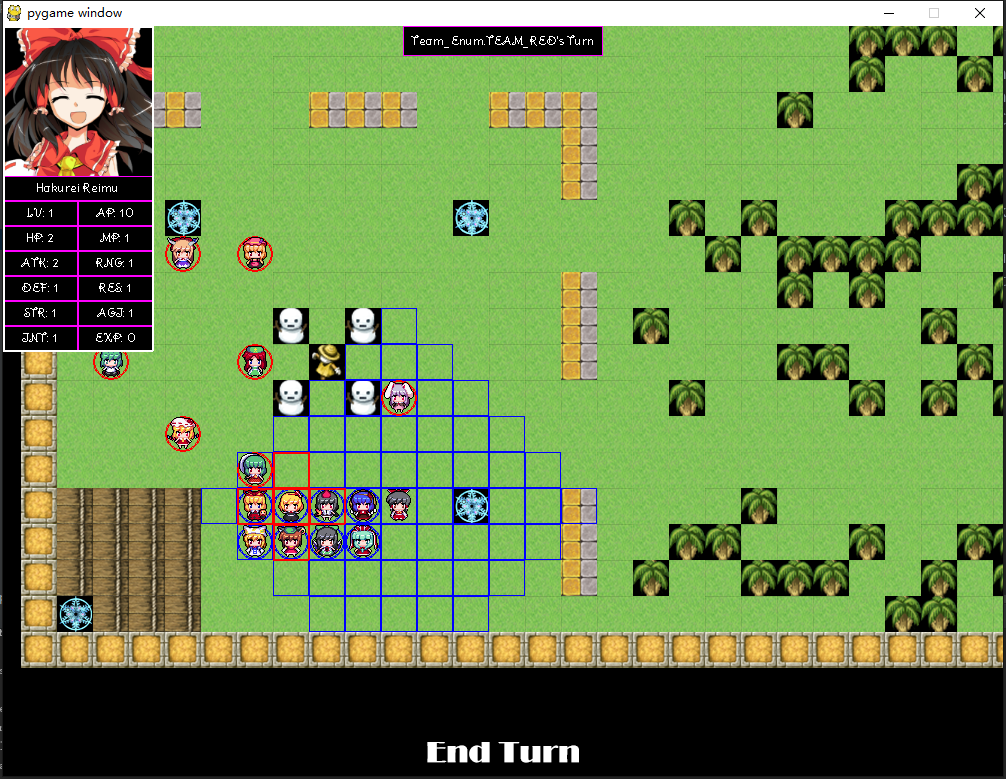 pygame window
Team_Enum.TEAM_RED's Turn
Hakurei Reimu
LV: 1
AP: 10
HP: 2
MP: 1
ATK: 2
RNG: 1
DEF: 1
RES: 1
STR: 1
AGI: 1
INT: 1
EXP: 0
End Turn